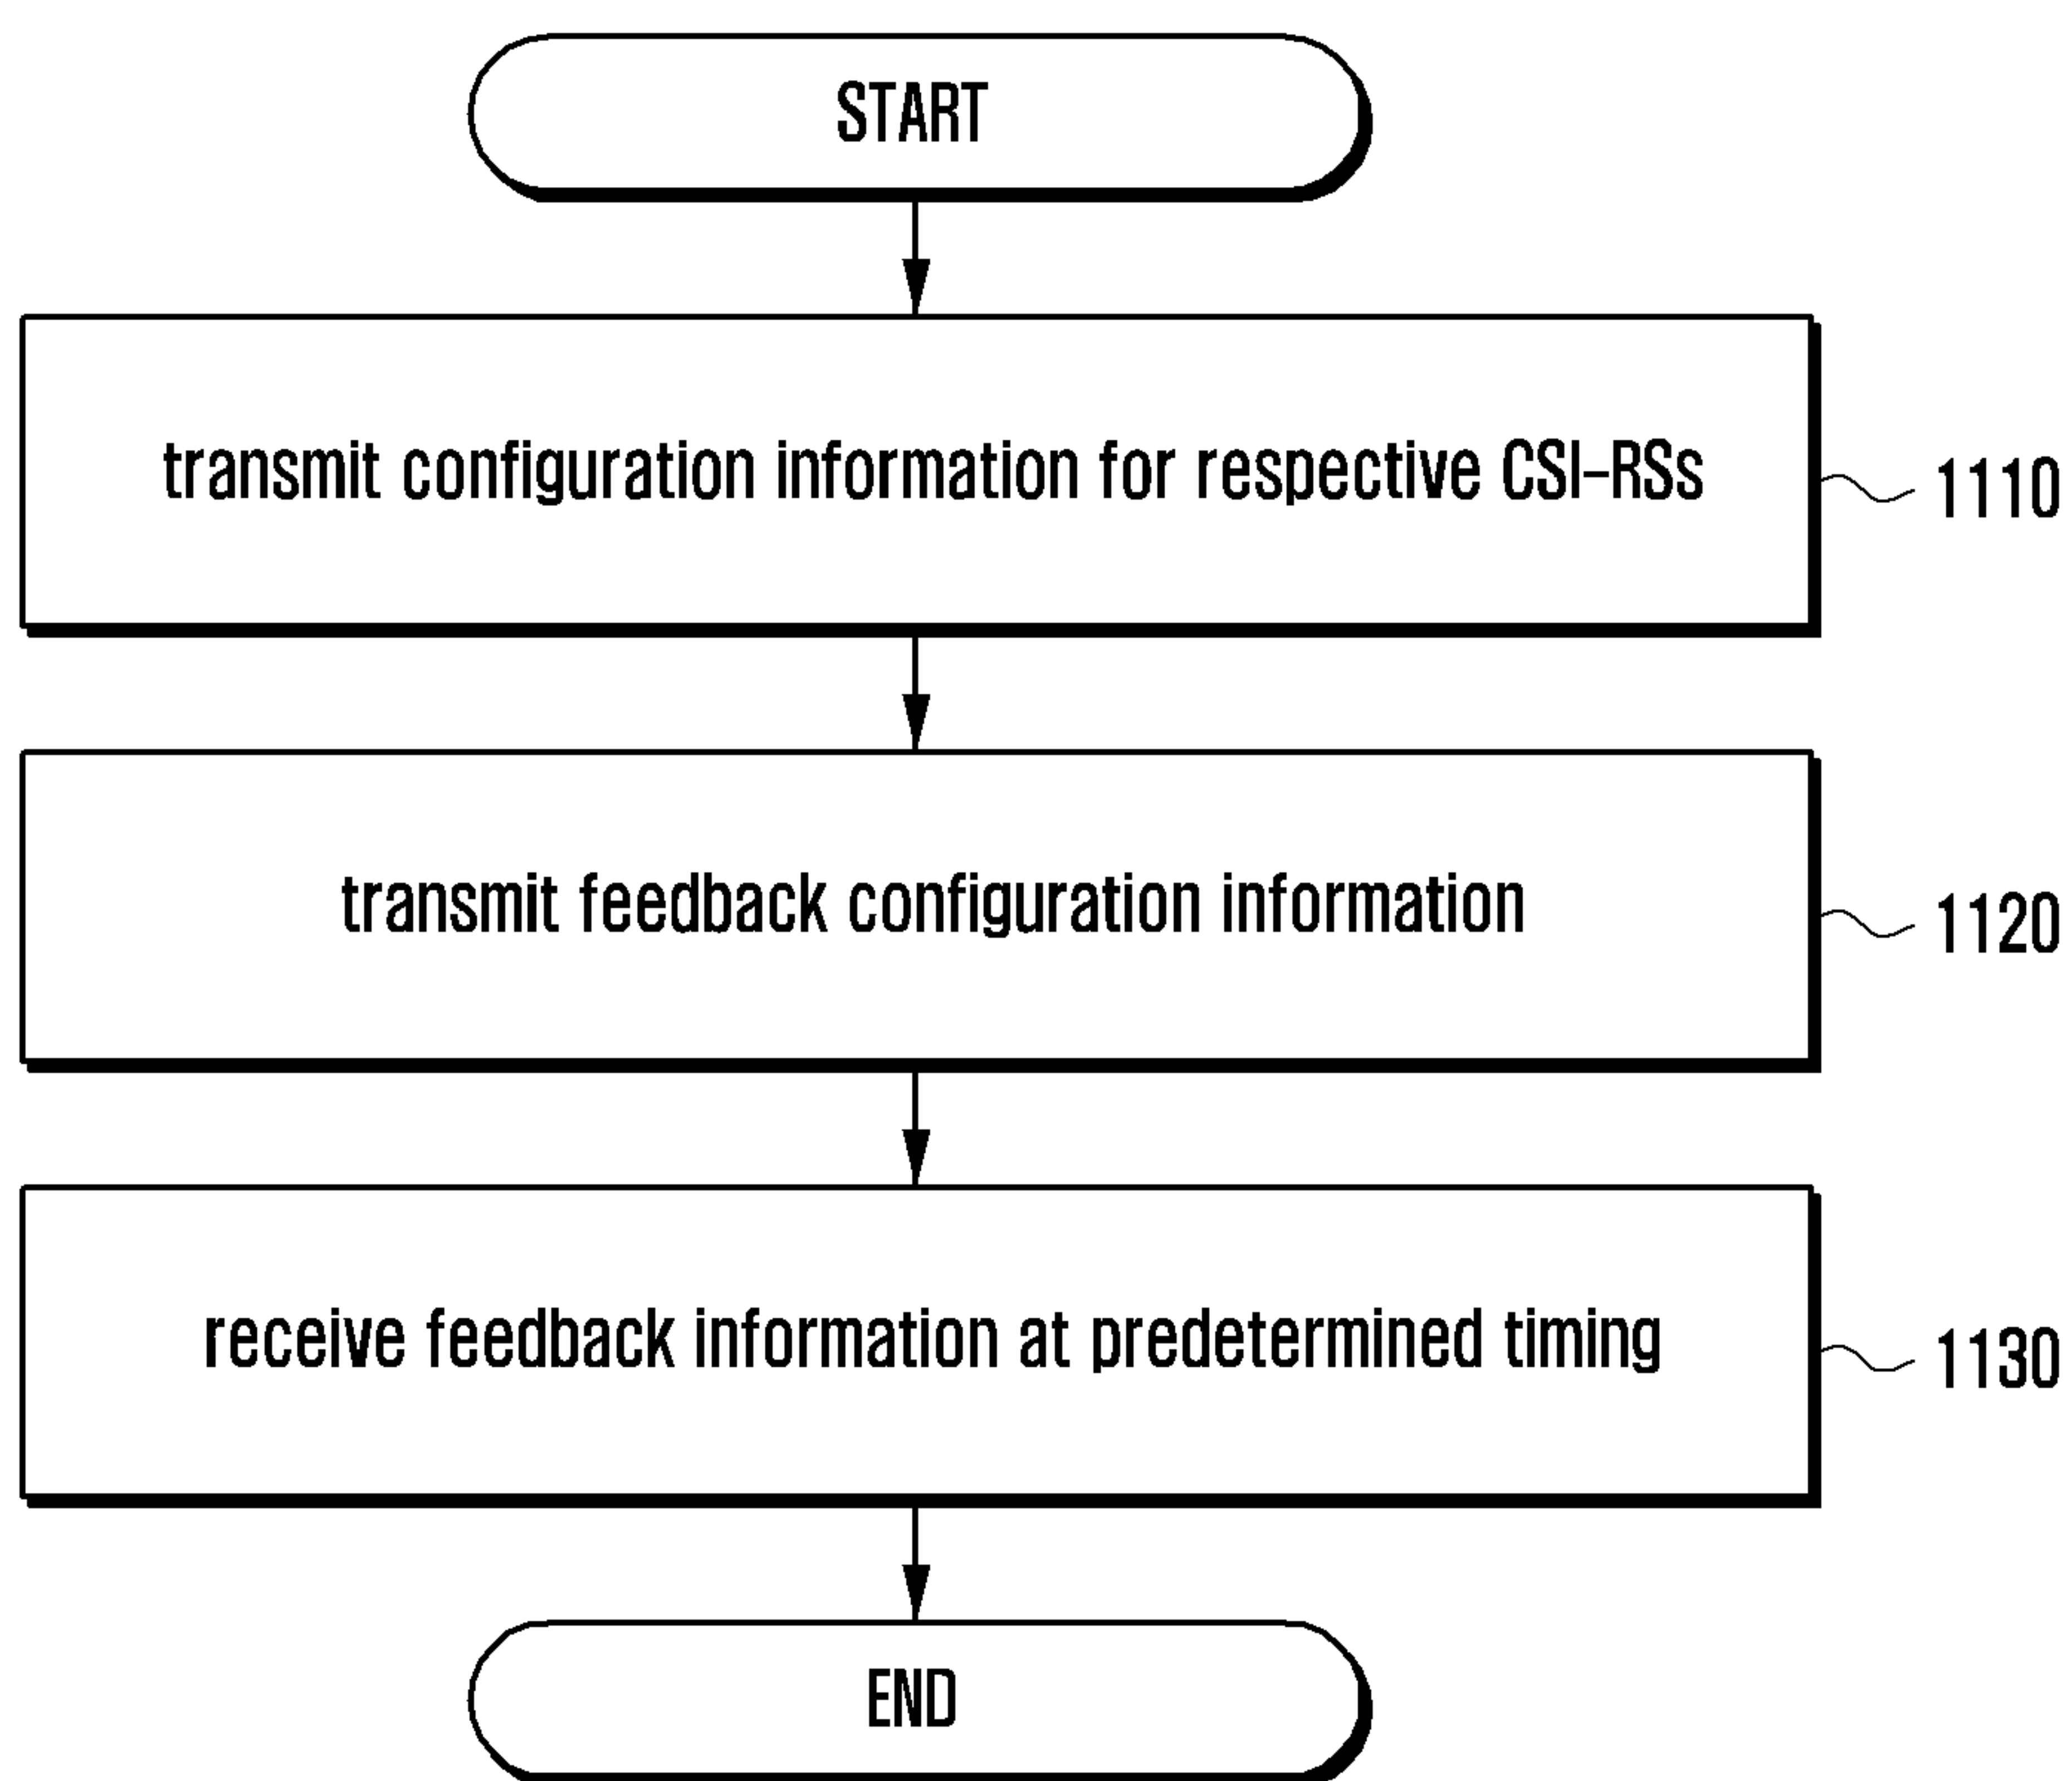 START
transmit configuration information for respective CSI-RSs
1110
transmit feedback configuration information
1120
receive feedback information at predetermined timing
1130
END